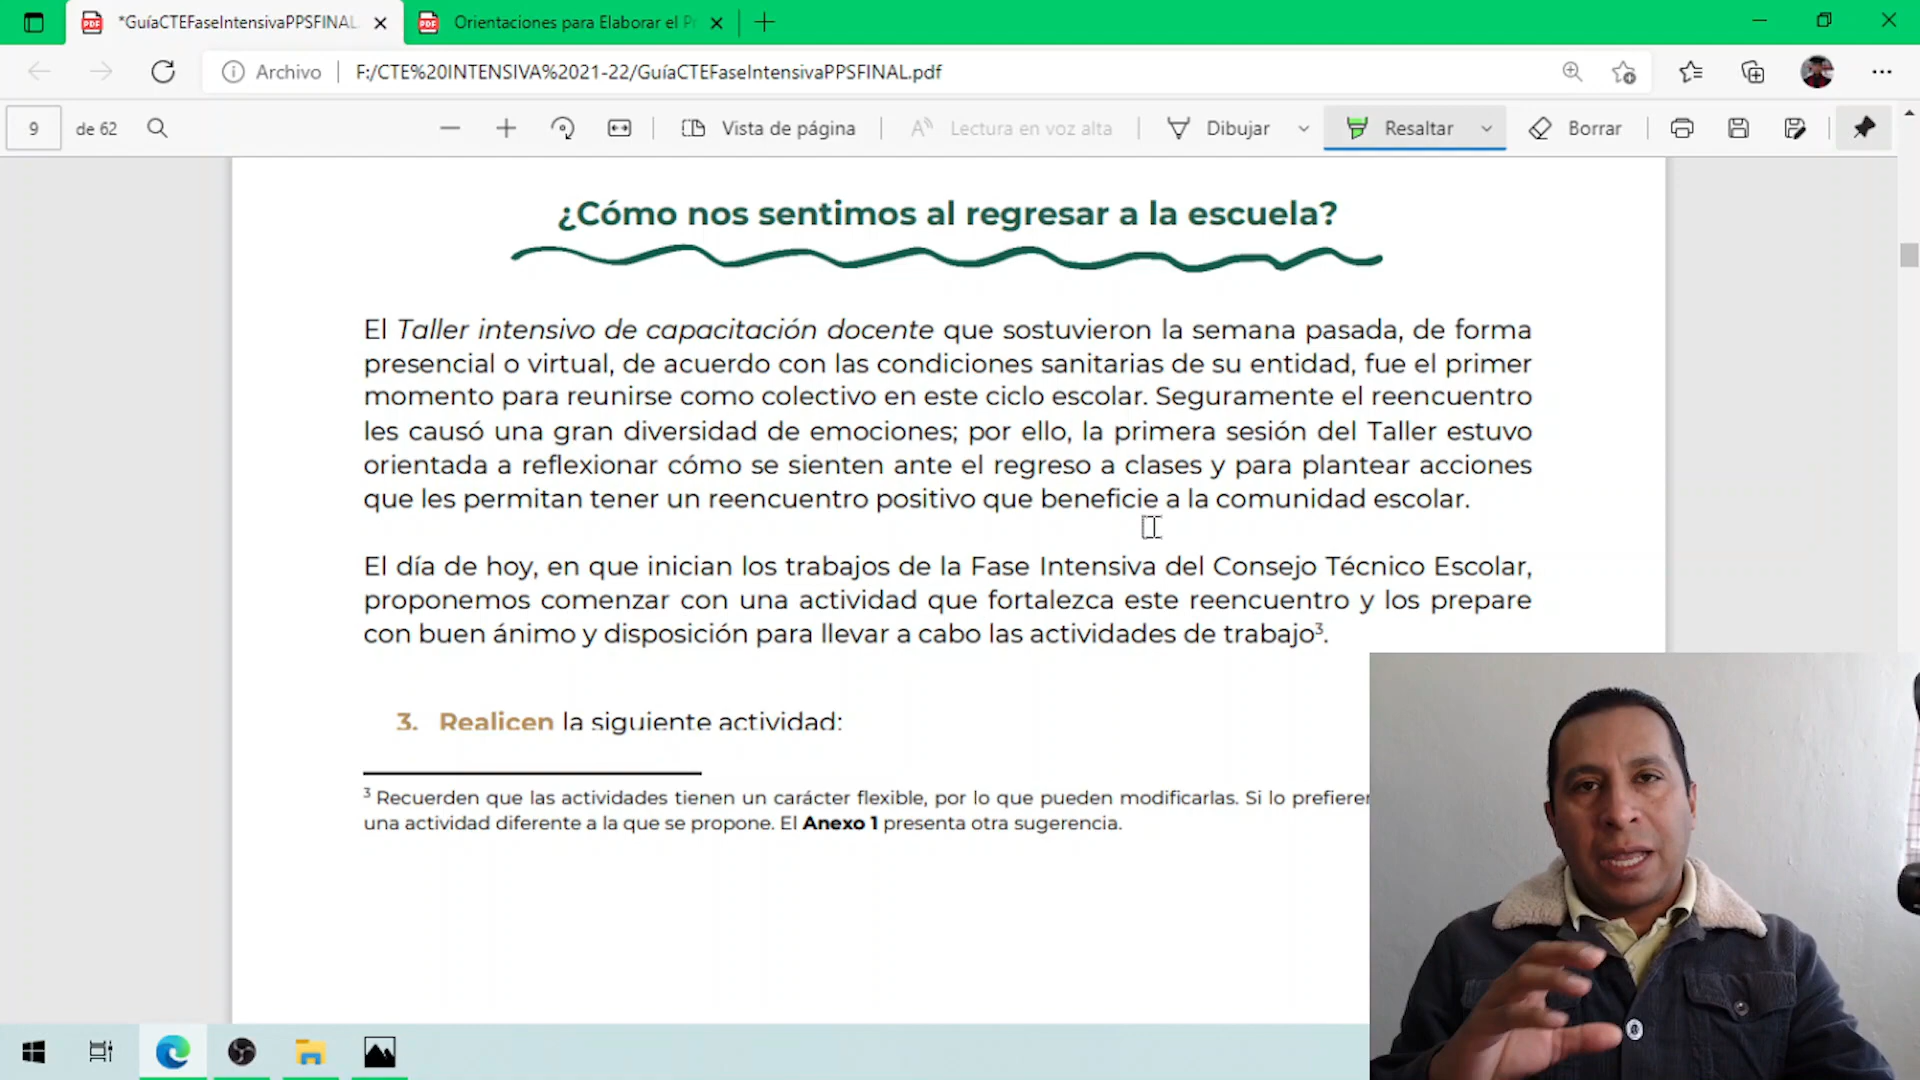 *GuíaCTEFaseIntensivaPPSFINAL
Orientaciones para Elaborar el P
Archivo
F:/CTE%20INTENSIVA%2021-22/GuíaCTEFaseIntensivaPPSFINAL.pdf
9 de 62
Vista de página
Lectura en voz alta
Dibujar
Resaltar
Borrar
¿Cómo nos sentimos al regresar a la escuela?
El Taller intensivo de capacitación docente que sostuvieron la semana pasada, de forma
presencial o virtual, de acuerdo con las condiciones sanitarias de su entidad, fue el primer
momento para reunirse como colectivo en este ciclo escolar. Seguramente el reencuentro
les causó una gran diversidad de emociones; por ello, la primera sesión del Taller estuvo
orientada a reflexionar cómo se sienten ante el regreso a clases y para plantear acciones
que les permitan tener un reencuentro positivo que beneficie a la comunidad escolar.
El día de hoy, en que inician los trabajos de la Fase Intensiva del Consejo Técnico Escolar,
proponemos comenzar con una actividad que fortalezca este reencuentro y los prepare
con buen ánimo y disposición para llevar a cabo las actividades de trabajo³.
3. Realicen la siguiente actividad:
³ Recuerden que las actividades tienen un carácter flexible, por lo que pueden modificarlas. Si lo prefieren
una actividad diferente a la que se propone. El Anexo 1 presenta otra sugerencia.